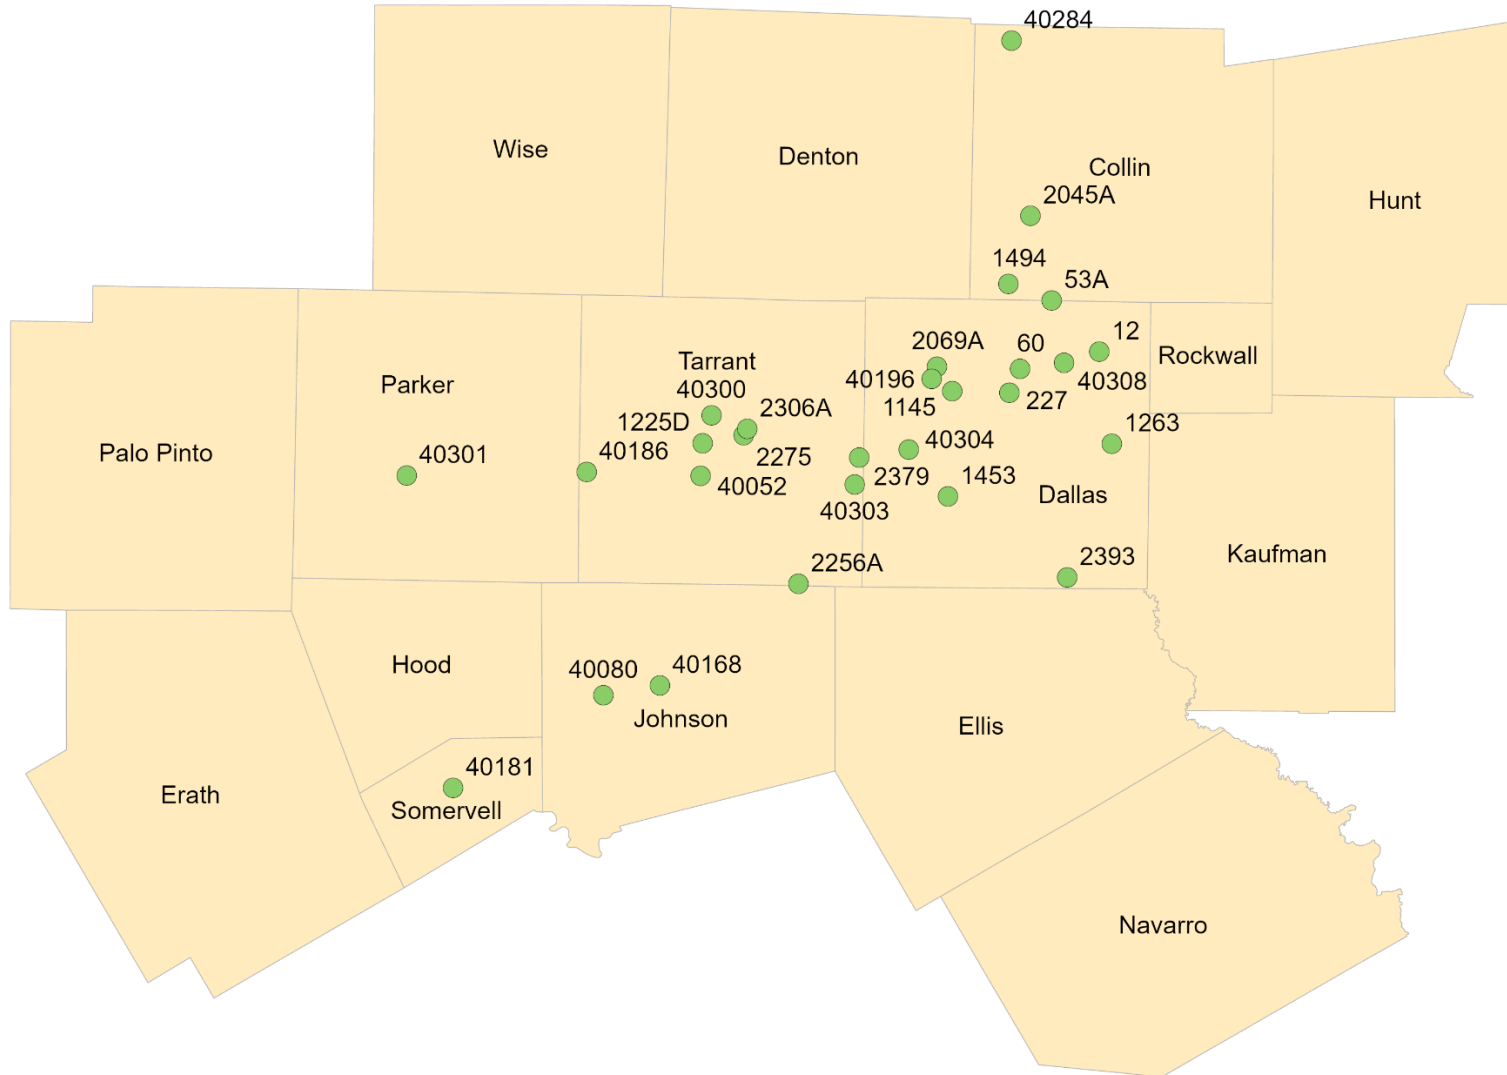 40284
Wise
Denton
Collin
2045A
Hunt
1494
53A
2069A
60
12
Rockwall
Tarrant
40196
40308
Parker
40300
1145
227
2306A
1225D
1263
Palo Pinto
40301
40186
2275
40304
40052
2379
1453
Dallas
40303
2256A
2393
Kaufman
Hood
40080
40168
Johnson
Ellis
40181
Erath
Somervell
Navarro